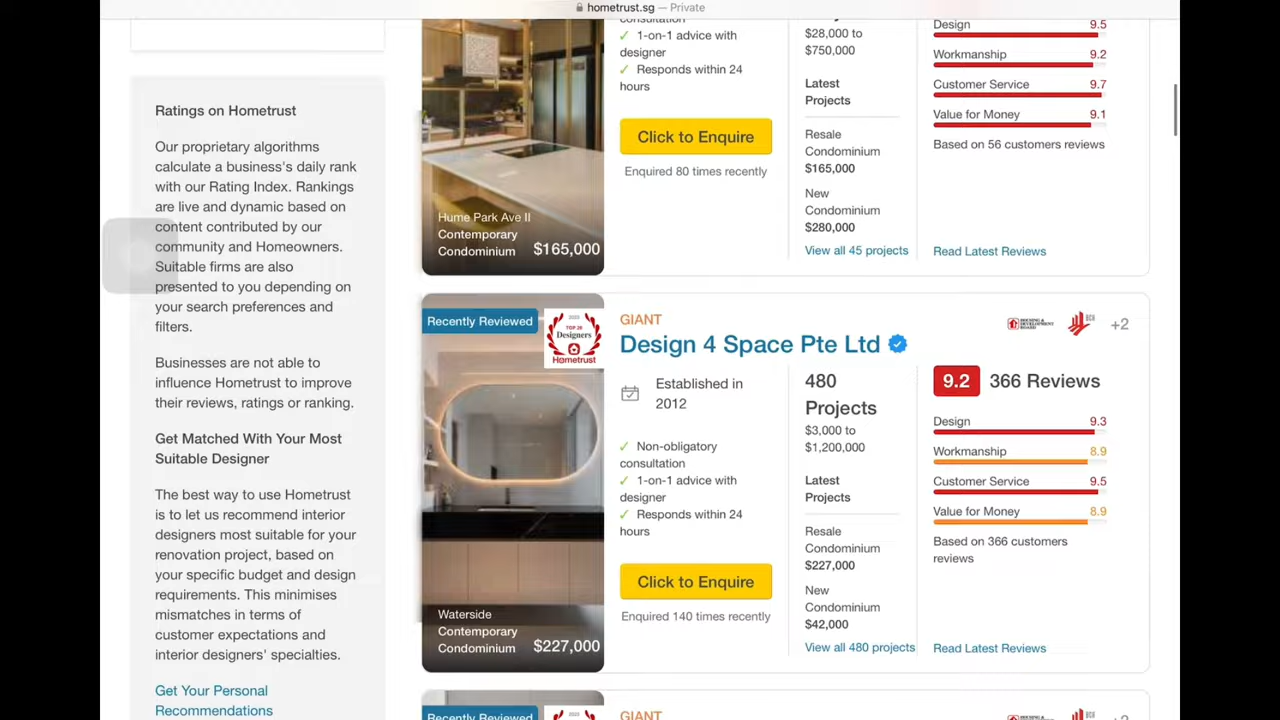 hometrust.sg — Private
Ratings on Hometrust
Our proprietary algorithms
calculate a business's daily rank
with our Rating Index. Rankings
are live and dynamic based on
content contributed by our
community and Homeowners.
Suitable firms are also
presented to you depending on
your search preferences and
filters.
Businesses are not able to
influence Hometrust to improve
their reviews, ratings or ranking.
Get Matched With Your Most
Suitable Designer
The best way to use Hometrust
is to let us recommend interior
designers most suitable for your
renovation project, based on
your specific budget and design
requirements. This minimises
mismatches in terms of
customer expectations and
interior designers' specialties.
Get Your Personal
Recommendations
Hume Park Ave II
Contemporary
Condominium $165,000
consultation
✓ 1-on-1 advice with
designer
✓ Responds within 24
hours
Click to Enquire
Enquired 80 times recently
$28,000 to
$750,000
Latest
Projects
Resale
Condominium
$165,000
New
Condominium
$280,000
View all 45 projects
Design 9.5
Workmanship 9.2
Customer Service 9.7
Value for Money 9.1
Based on 56 customers reviews
Read Latest Reviews
Recently Reviewed
TOP 20
Designers
Hometrust
Waterside
Contemporary
Condominium $227,000
GIANT
Design 4 Space Pte Ltd
HOUSING &
DEVELOPMENT
BOARD
BCA
+2
Established in
2012
✓ Non-obligatory
consultation
✓ 1-on-1 advice with
designer
✓ Responds within 24
hours
Click to Enquire
Enquired 140 times recently
480
Projects
$3,000 to
$1,200,000
Latest
Projects
Resale
Condominium
$227,000
New
Condominium
$42,000
View all 480 projects
9.2 366 Reviews
Design 9.3
Workmanship 8.9
Customer Service 9.5
Value for Money 8.9
Based on 366 customers
reviews
Read Latest Reviews
Recently Reviewed
GIANT
+2